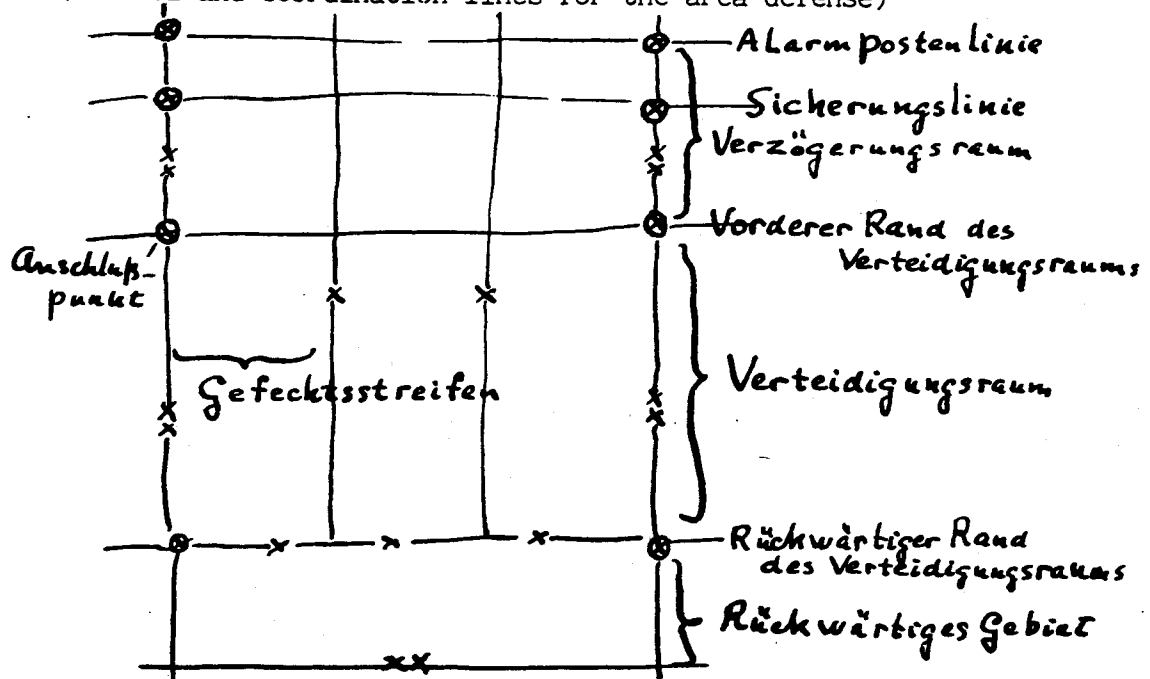 and coordination lines for the area defense)
Alarmpostenlinie
Sicherungslinie
Verzögerungsraum
Vorderer Rand des
Verteidigungsraums
Anschluß-
punkt
Gefechtsstreifen
Verteidigungsraum
Rückwärtiger Rand
des Verteidigungsraums
Rückwärtiges Gebiet